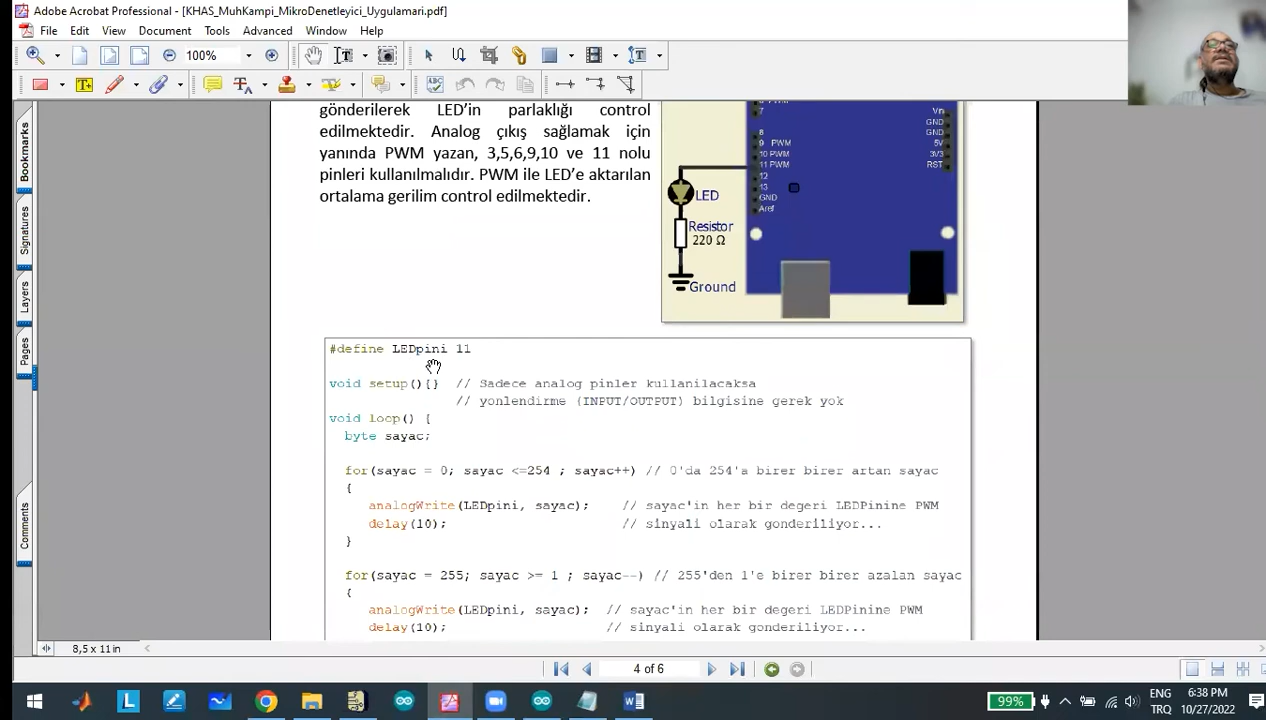 Adobe Acrobat Professional - [KHAS_MuhKampi_MikroDenetleyici_Uygulamari.pdf]
File Edit View Document Tools Advanced Window Help
100%
Bookmarks
Signatures
Layers
Pages
Comments
gönderilerek LED'in parlaklığı control
edilmektedir. Analog çıkış sağlamak için
yanında PWM yazan, 3,5,6,9,10 ve 11 nolu
pinleri kullanılmalıdır. PWM ile LED'e aktarılan
ortalama gerilim control edilmektedir.
7
8
9 PWM
10 PWM
11 PWM
12
13
GND
Aref
Vin
GND
GND
5V
3V3
RST
LED
Resistor
220 Ω
Ground
#define LEDpini 11
void setup(){} // Sadece analog pinler kullanilacaksa
// yonlendirme (INPUT/OUTPUT) bilgisine gerek yok
void loop() {
byte sayac;
for(sayac = 0; sayac <=254 ; sayac++) // 0'da 254'a birer birer artan sayac
{
analogWrite(LEDpini, sayac); // sayac'in her bir degeri LEDPinine PWM
delay(10); // sinyali olarak gonderiliyor...
}
for(sayac = 255; sayac >= 1 ; sayac--) // 255'den 1'e birer birer azalan sayac
{
analogWrite(LEDpini, sayac); // sayac'in her bir degeri LEDPinine PWM
delay(10); // sinyali olarak gonderiliyor...
8,5 x 11 in
4 of 6
99%
ENG
TRQ
6:38 PM
10/27/2022